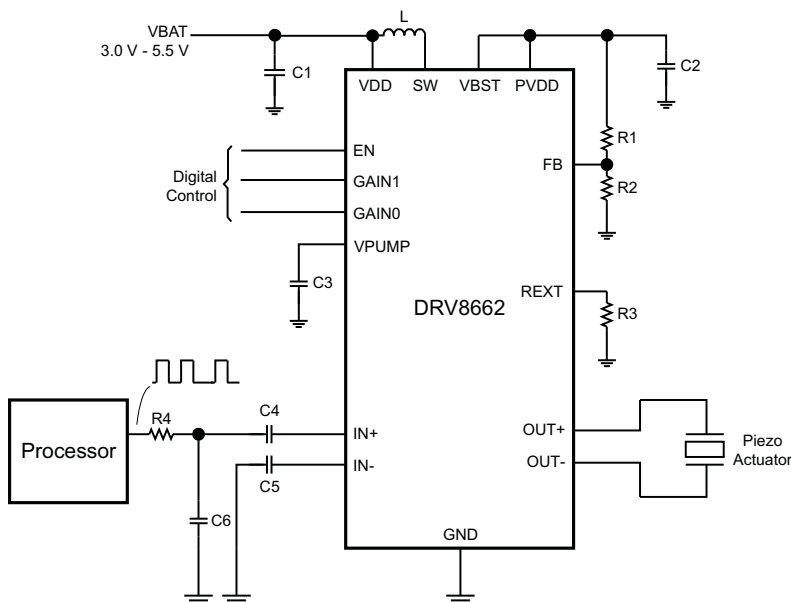 VBAT
3.0 V - 5.5 V
L
C1
C2
VDD
SW
VBST
PVDD
R1
Digital
Control
EN
GAIN1
GAIN0
FB
R2
VPUMP
C3
DRV8662
REXT
R3
Processor
R4
C4
IN+
OUT+
Piezo
Actuator
IN-
OUT-
C5
C6
GND